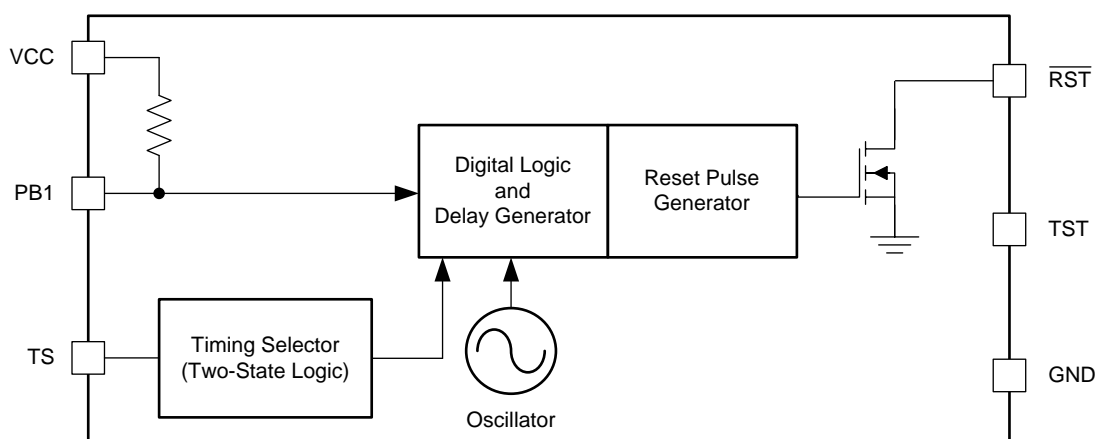 VCC
RST
PB1
Digital Logic
and
Delay Generator
Reset Pulse
Generator
TST
TS
Timing Selector
(Two-State Logic)
GND
Oscillator